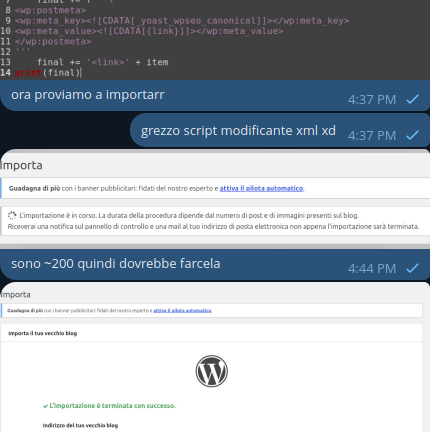 8 <wp:postmeta>
9 <wp:meta_key><![CDATA[_yoast_wpseo_canonical]]></wp:meta_key>
10 <wp:meta_value><![CDATA[{link}]]></wp:meta_value>
11 </wp:postmeta>
12 '''
13 final += '<link>' + item
14 print(final)
ora proviamo a importarr
4:37 PM
grezzo script modificante xml xd
4:37 PM
Importa
Guadagna di più con i banner pubblicitari: fidati del nostro esperto e attiva il pilota automatico.
L'importazione è in corso. La durata della procedura dipende dal numero di post e di immagini presenti sul blog.
Riceverai una notifica sul pannello di controllo e una mail al tuo indirizzo di posta elettronica non appena l'importazione sarà terminata.
sono ~200 quindi dovrebbe farcela
4:44 PM
Importa
Guadagna di più con i banner pubblicitari: fidati del nostro esperto e attiva il pilota automatico.
Importa il tuo vecchio blog
✓ L'importazione è terminata con successo.
Indirizzo del tuo vecchio blog